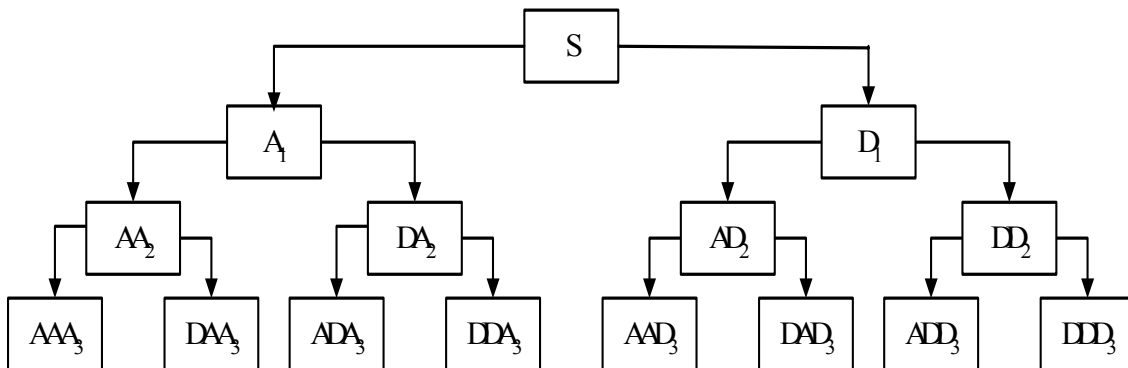 S
A₁ D₁
AA₂ DA₂ AD₂ DD₂
AAA₃ DAA₃ ADA₃ DDA₃ AAD₃ DAD₃ ADD₃ DDD₃